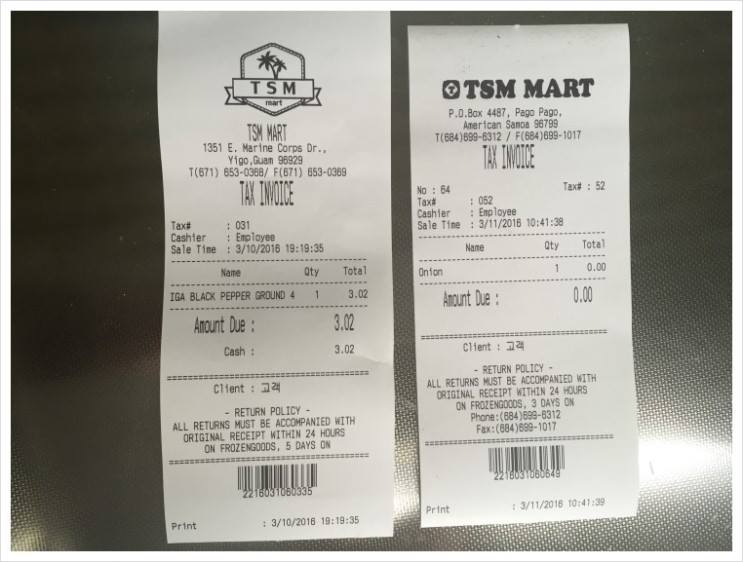 TSM
mart
TSM MART
1351 E. Marine Corps Dr.,
Yigo,Guam 96929
T(671) 653-0368/ F(671) 653-0369
TAX INVOICE
Tax# : 031
Cashier : Employee
Sale Time : 3/10/2016 19:19:35
Name Qty Total
IGA BLACK PEPPER GROUND 4 1 3.02
Amount Due : 3.02
Cash : 3.02
Client : 고객
- RETURN POLICY -
ALL RETURNS MUST BE ACCOMPANIED WITH
ORIGINAL RECEIPT WITHIN 24 HOURS
ON FROZENGOODS, 5 DAYS ON
2216031060335
Print : 3/10/2016 19:19:35
TSM MART
P.O.Box 4487, Pago Pago,
American Samoa 96799
T(684)699-6312 / F(684)699-1017
TAX INVOICE
No : 64 Tax# : 52
Tax# : 052
Cashier : Employee
Sale Time : 3/11/2016 10:41:38
Name Qty Total
Onion 1 0.00
Amount Due : 0.00
Client : 고객
- RETURN POLICY -
ALL RETURNS MUST BE ACCOMPANIED WITH
ORIGINAL RECEIPT WITHIN 24 HOURS
ON FROZENGOODS, 3 DAYS ON
Phone:(684)699-6312
Fax:(684)699-1017
2216031060649
Print : 3/11/2016 10:41:39